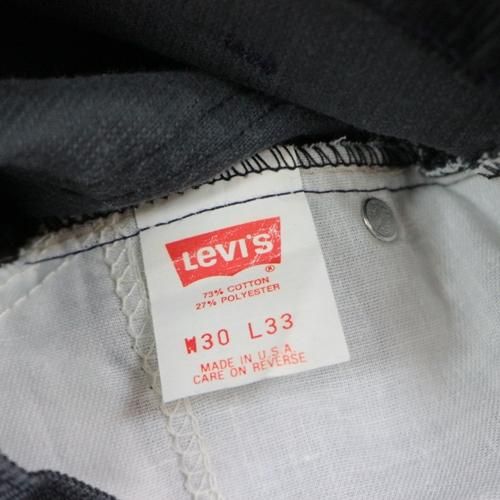 Levi's ®
73% COTTON
27% POLYESTER
W30 L33
MADE IN U.S.A.
CARE ON REVERSE